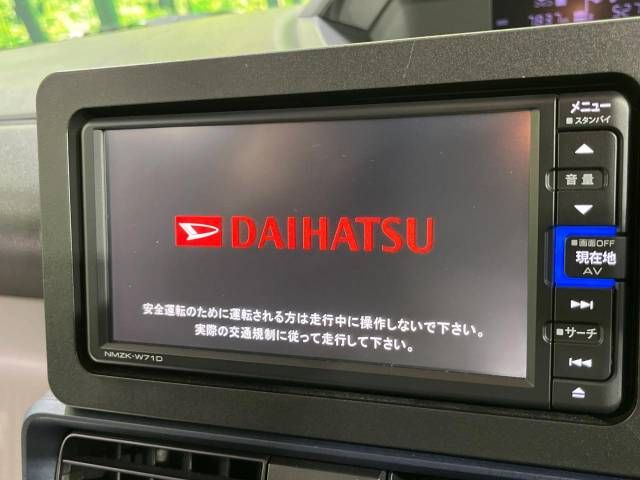 メニュー
■スタンバイ
音量
DAIHATSU
■画面OFF
現在地
AV
安全運転のために運転される方は走行中に操作しないで下さい。
実際の交通規制に従って走行して下さい。
■サーチ
NMZK-W71D